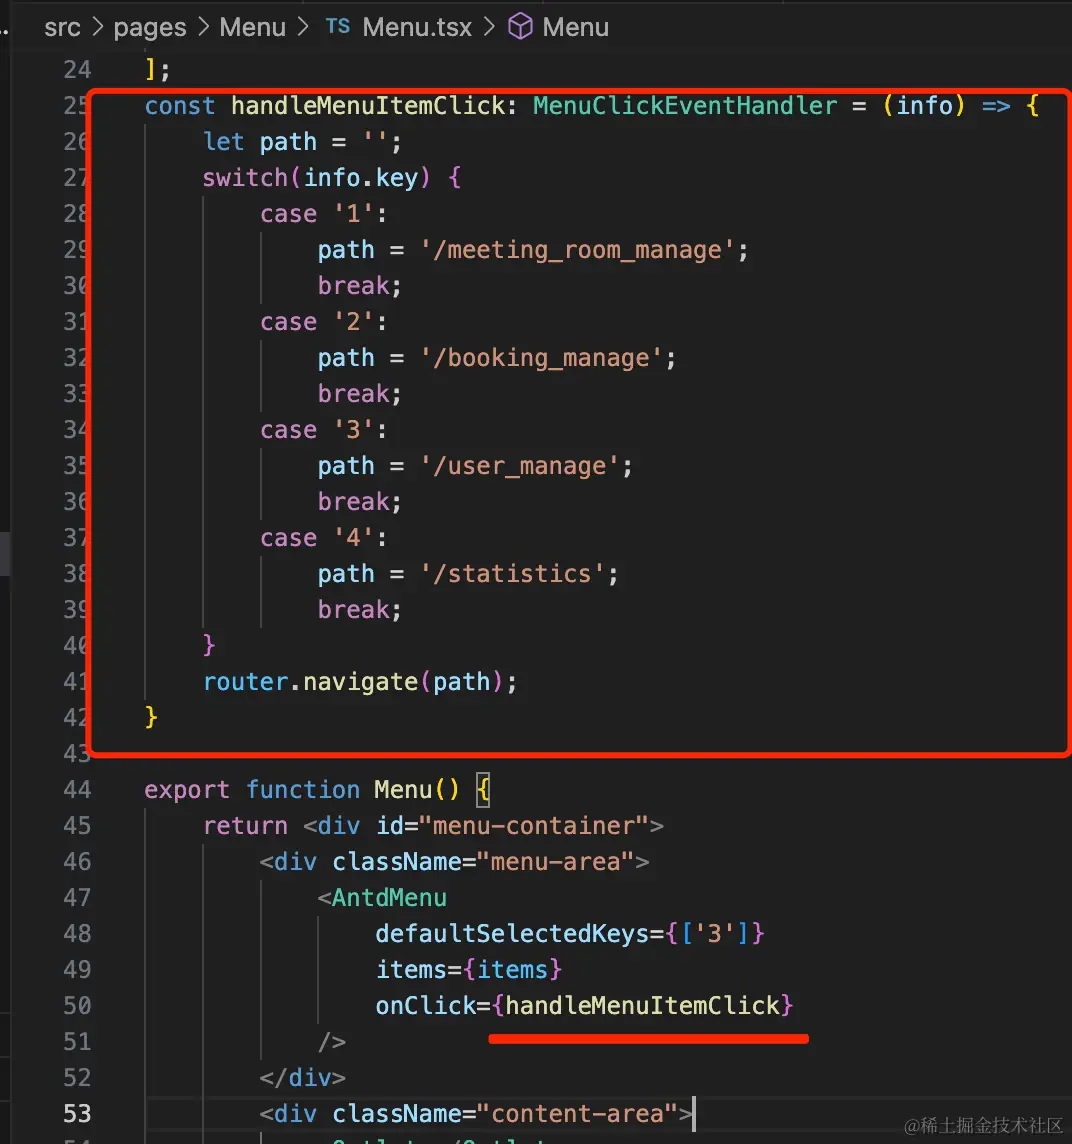 src > pages > Menu > TS Menu.tsx > Menu
24 ];
25 const handleMenuItemClick: MenuClickEventHandler = (info) => {
26 let path = '';
27 switch(info.key) {
28 case '1':
29 path = '/meeting_room_manage';
30 break;
31 case '2':
32 path = '/booking_manage';
33 break;
34 case '3':
35 path = '/user_manage';
36 break;
37 case '4':
38 path = '/statistics';
39 break;
40 }
41 router.navigate(path);
42 }
43
44 export function Menu() {
45 return <div id="menu-container">
46 <div className="menu-area">
47 <AntdMenu
48 defaultSelectedKeys={['3']}
49 items={items}
50 onClick={handleMenuItemClick}
51 />
52 </div>
53 <div className="content-area">
@稀土掘金技术社区